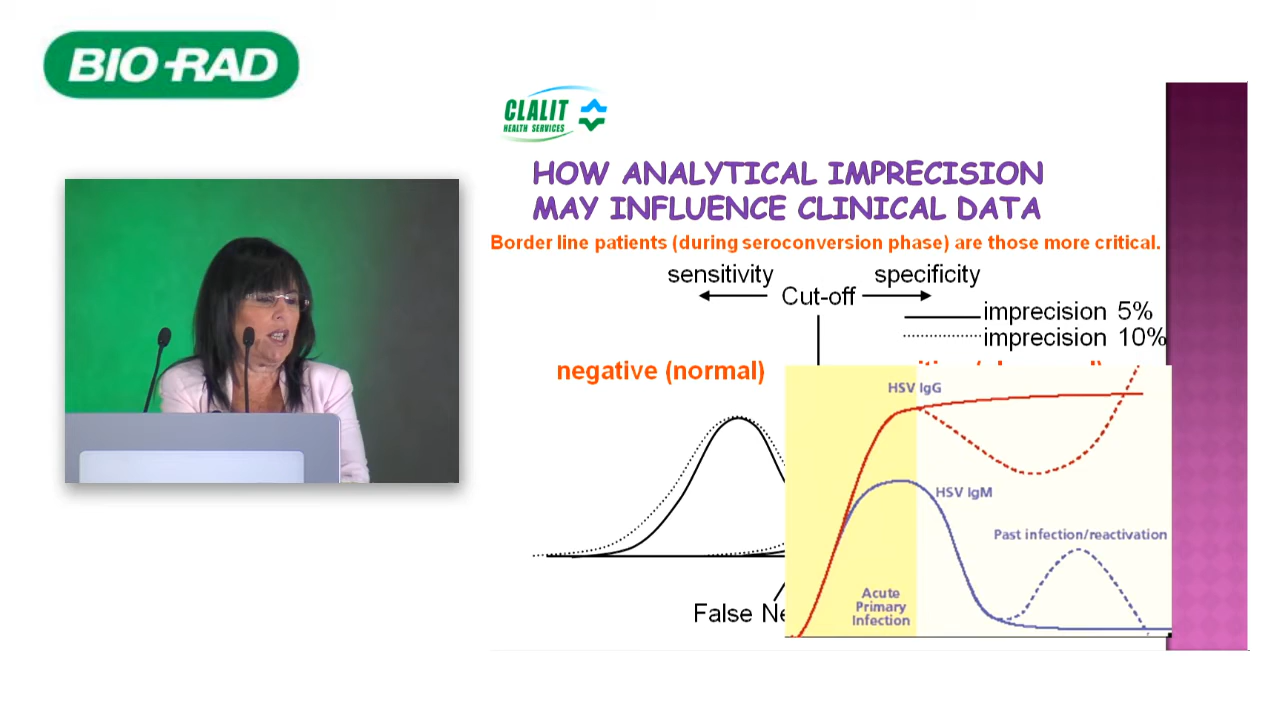 BIO-RAD
CLALIT
HEALTH SERVICES
HOW ANALYTICAL IMPRECISION
MAY INFLUENCE CLINICAL DATA
Border line patients (during seroconversion phase) are those more critical.
sensitivity
specificity
Cut-off
imprecision 5%
imprecision 10%
negative (normal)
HSV IgG
HSV IgM
Past infection/reactivation
Acute
Primary
Infection
False Ne